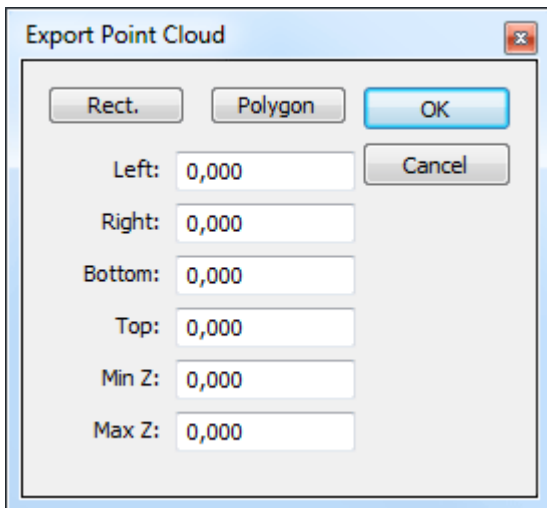 Export Point Cloud
Rect. Polygon OK
Left: 0,000 Cancel
Right: 0,000
Bottom: 0,000
Top: 0,000
Min Z: 0,000
Max Z: 0,000